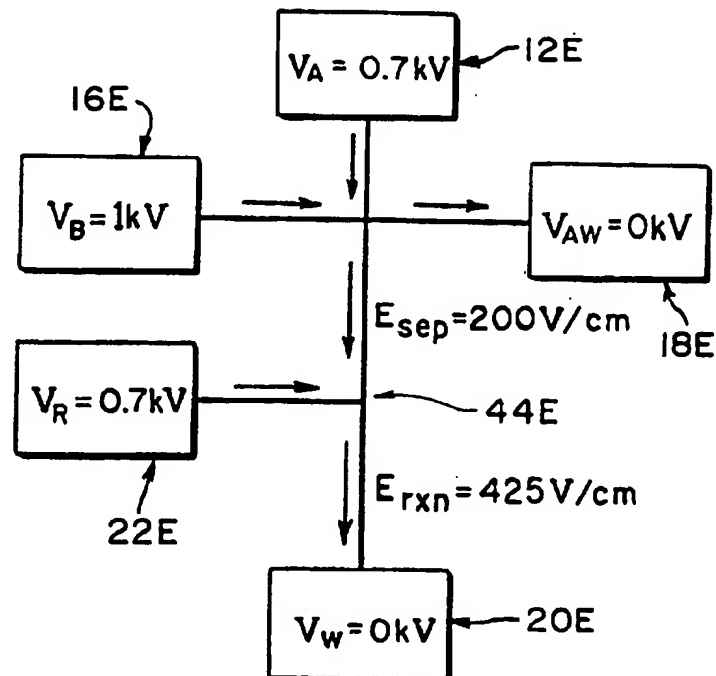 V_A = 0.7kV
12E
16E
V_B = 1kV
V_AW = 0kV
18E
E_sep = 200V/cm
V_R = 0.7kV
44E
22E
E_rxn = 425V/cm
V_W = 0kV
20E